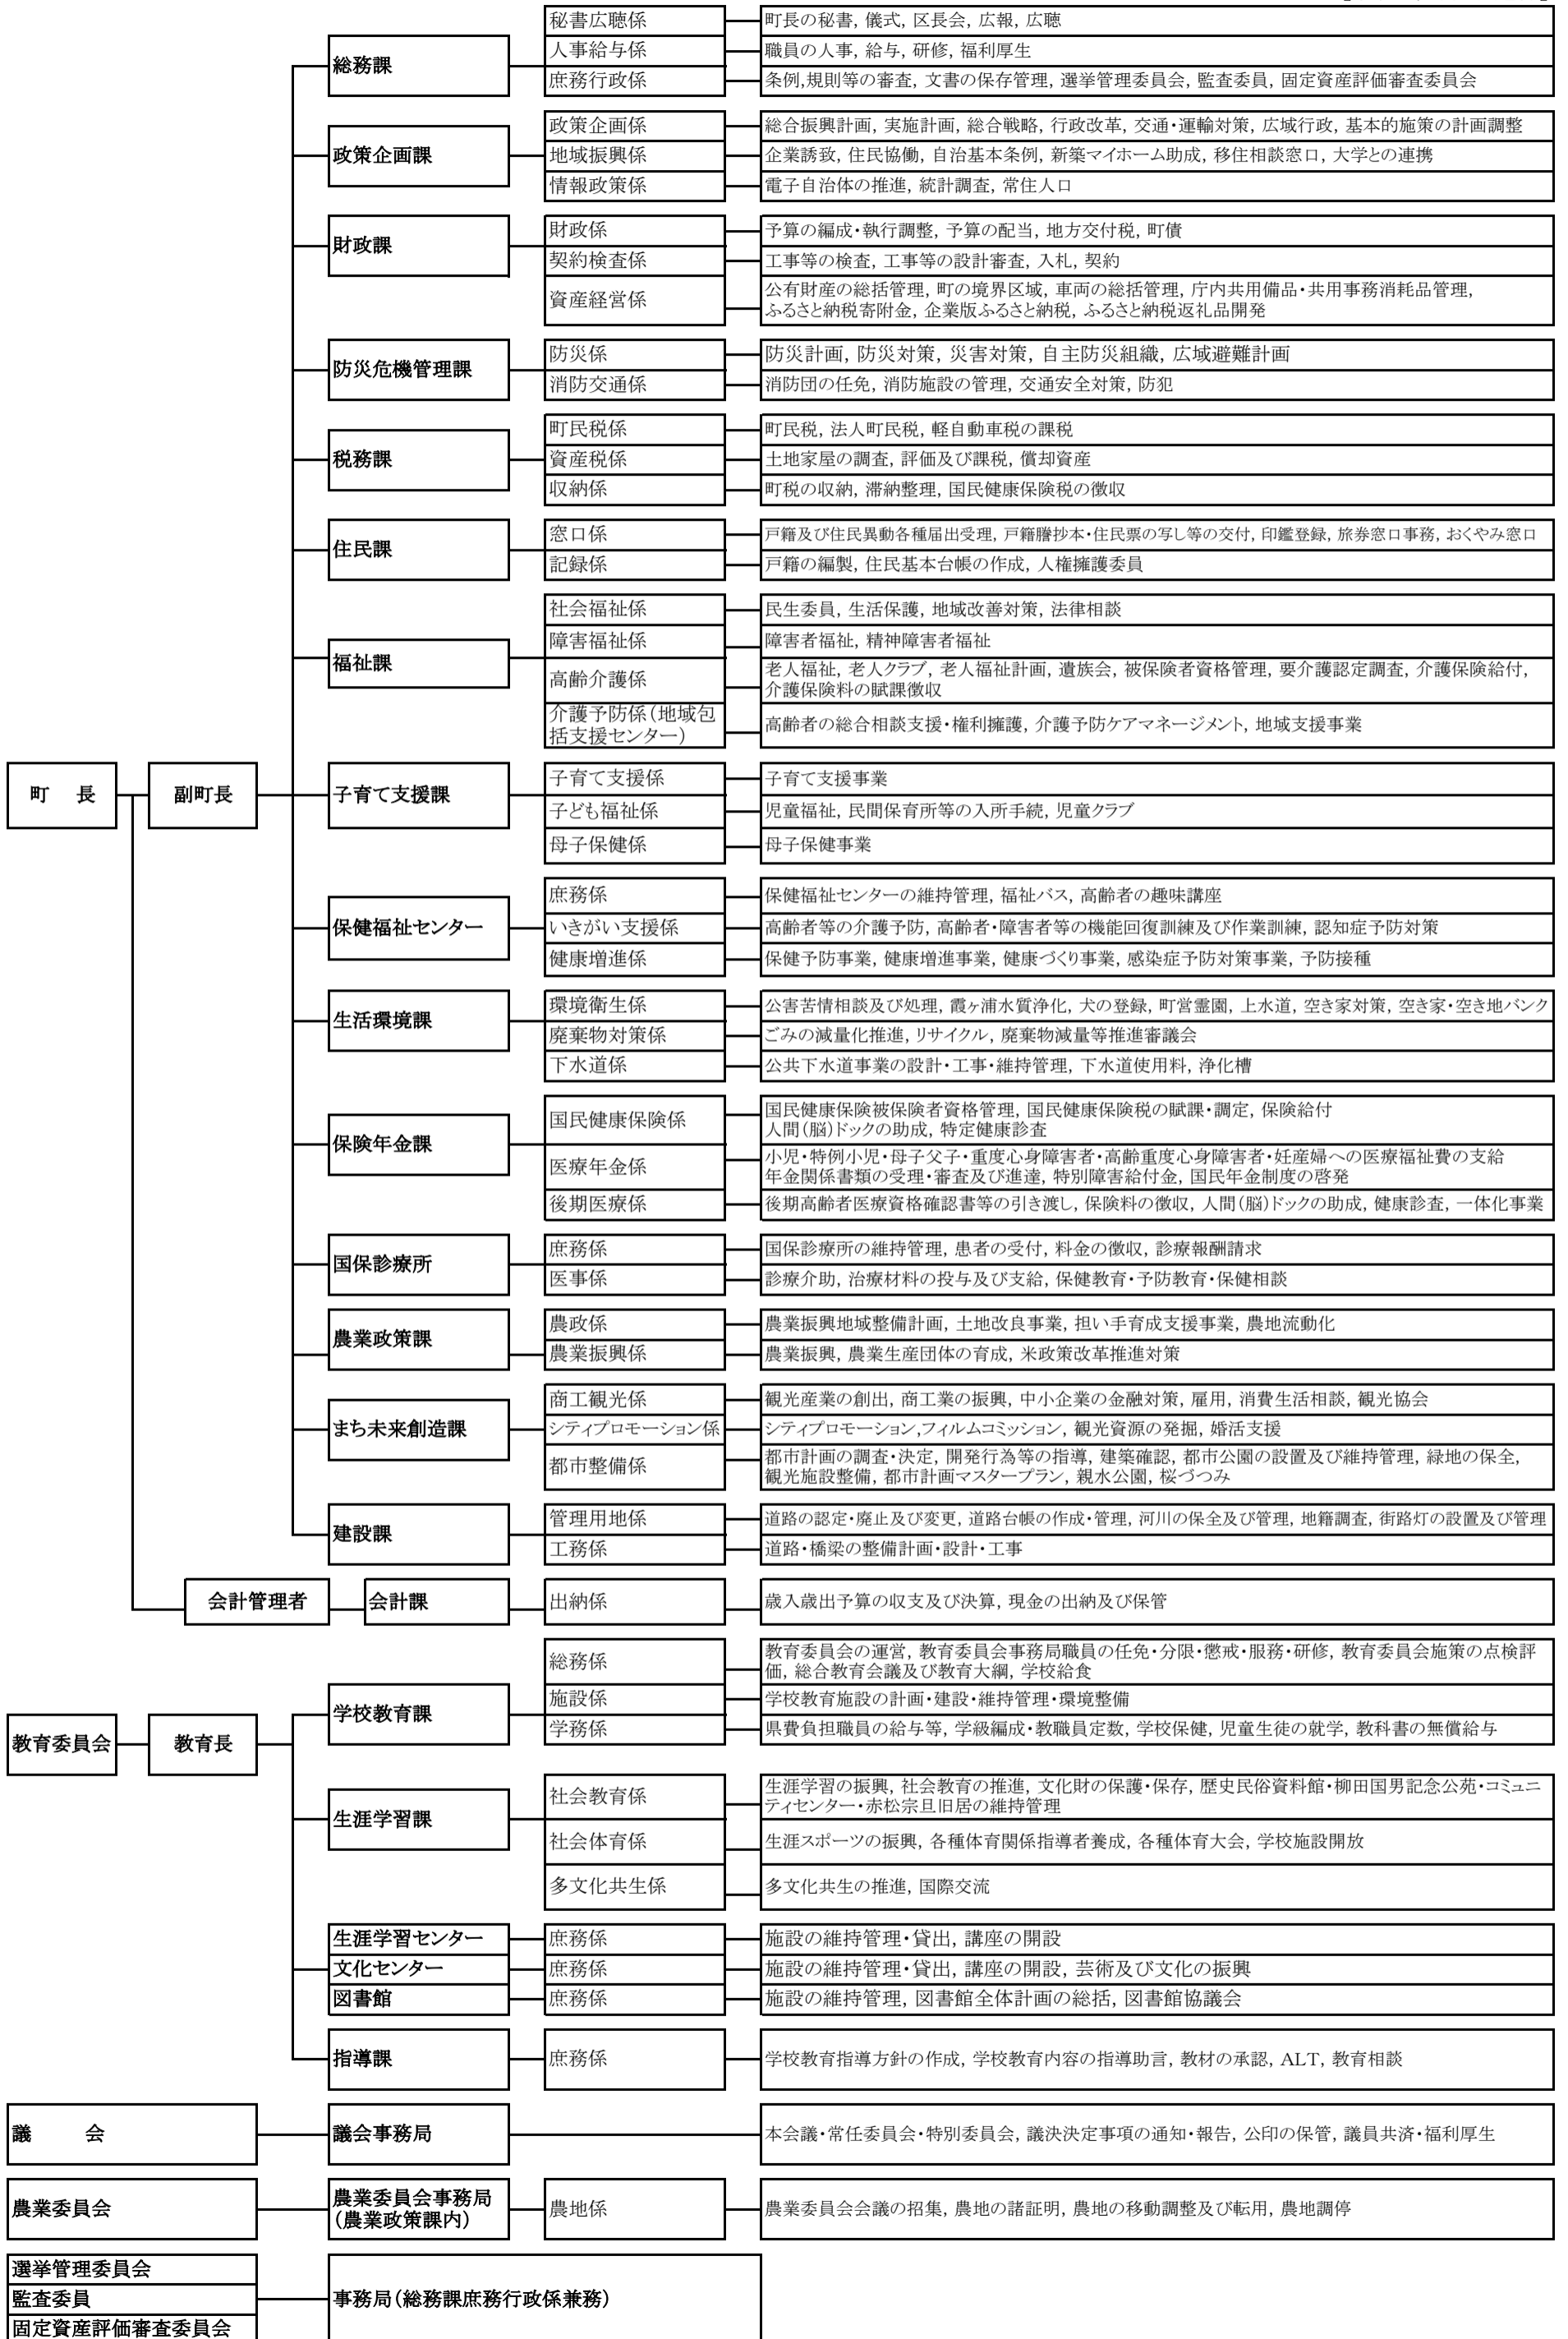 秘書広聴係 町長の秘書, 儀式, 区長会, 広報, 広聴
総務課 人事給与係 職員の人事, 給与, 研修, 福利厚生
庶務行政係 条例,規則等の審査, 文書の保存管理, 選挙管理委員会, 監査委員, 固定資産評価審査委員会
政策企画係 総合振興計画, 実施計画, 総合戦略, 行政改革, 交通・運輸対策, 広域行政, 基本的施策の計画調整
政策企画課 地域振興係 企業誘致, 住民協働, 自治基本条例, 新築マイホーム助成, 移住相談窓口, 大学との連携
情報政策係 電子自治体の推進, 統計調査, 常住人口
財政課 財政係 予算の編成・執行調整, 予算の配当, 地方交付税, 町債
契約検査係 工事等の検査, 工事等の設計審査, 入札, 契約
資産経営係 公有財産の総括管理, 町の境界区域, 車両の総括管理, 庁内共用備品・共用事務消耗品管理,
ふるさと納税寄附金, 企業版ふるさと納税, ふるさと納税返礼品開発
防災危機管理課 防災係 防災計画, 防災対策, 災害対策, 自主防災組織, 広域避難計画
消防交通係 消防団の任免, 消防施設の管理, 交通安全対策, 防犯
町民税係 町民税, 法人町民税, 軽自動車税の課税
税務課 資産税係 土地家屋の調査, 評価及び課税, 償却資産
収納係 町税の収納, 滞納整理, 国民健康保険税の徴収
住民課 窓口係 戸籍及び住民異動各種届出受理, 戸籍謄抄本・住民票の写し等の交付, 印鑑登録, 旅券窓口事務, おくやみ窓口
記録係 戸籍の編製, 住民基本台帳の作成, 人権擁護委員
社会福祉係 民生委員, 生活保護, 地域改善対策, 法律相談
福祉課 障害福祉係 障害者福祉, 精神障害者福祉
高齢介護係 老人福祉, 老人クラブ, 老人福祉計画, 遺族会, 被保険者資格管理, 要介護認定調査, 介護保険給付,
介護保険料の賦課徴収
介護予防係(地域包
括支援センター) 高齢者の総合相談支援・権利擁護, 介護予防ケアマネージメント, 地域支援事業
町 長 副町長 子育て支援課 子育て支援係 子育て支援事業
子ども福祉係 児童福祉, 民間保育所等の入所手続, 児童クラブ
母子保健係 母子保健事業
庶務係 保健福祉センターの維持管理, 福祉バス, 高齢者の趣味講座
保健福祉センター いきがい支援係 高齢者等の介護予防, 高齢者・障害者等の機能回復訓練及び作業訓練, 認知症予防対策
健康増進係 保健予防事業, 健康増進事業, 健康づくり事業, 感染症予防対策事業, 予防接種
生活環境課 環境衛生係 公害苦情相談及び処理, 霞ヶ浦水質浄化, 犬の登録, 町営霊園, 上水道, 空き家対策, 空き家・空き地バンク
廃棄物対策係 ごみの減量化推進, リサイクル, 廃棄物減量等推進審議会
下水道係 公共下水道事業の設計・工事・維持管理, 下水道使用料, 浄化槽
保険年金課 国民健康保険係 国民健康保険被保険者資格管理, 国民健康保険税の賦課・調定, 保険給付
人間(脳)ドックの助成, 特定健康診査
医療年金係 小児・特例小児・母子父子・重度心身障害者・高齢重度心身障害者・妊産婦への医療福祉費の支給
年金関係書類の受理・審査及び進達, 特別障害給付金, 国民年金制度の啓発
後期医療係 後期高齢者医療資格確認書等の引き渡し, 保険料の徴収, 人間(脳)ドックの助成, 健康診査, 一体化事業
国保診療所 庶務係 国保診療所の維持管理, 患者の受付, 料金の徴収, 診療報酬請求
医事係 診療介助, 治療材料の投与及び支給, 保健教育・予防教育・保健相談
農業政策課 農政係 農業振興地域整備計画, 土地改良事業, 担い手育成支援事業, 農地流動化
農業振興係 農業振興, 農業生産団体の育成, 米政策改革推進対策
商工観光係 観光産業の創出, 商工業の振興, 中小企業の金融対策, 雇用, 消費生活相談, 観光協会
まち未来創造課 シティプロモーション係 シティプロモーション,フィルムコミッション, 観光資源の発掘, 婚活支援
都市整備係 都市計画の調査・決定, 開発行為等の指導, 建築確認, 都市公園の設置及び維持管理, 緑地の保全,
観光施設整備, 都市計画マスタープラン, 親水公園, 桜づつみ
建設課 管理用地係 道路の認定・廃止及び変更, 道路台帳の作成・管理, 河川の保全及び管理, 地籍調査, 街路灯の設置及び管理
工務係 道路・橋梁の整備計画・設計・工事
会計管理者 会計課 出納係 歳入歳出予算の収支及び決算, 現金の出納及び保管
総務係 教育委員会の運営, 教育委員会事務局職員の任免・分限・懲戒・服務・研修, 教育委員会施策の点検評
価, 総合教育会議及び教育大綱, 学校給食
学校教育課 施設係 学校教育施設の計画・建設・維持管理・環境整備
学務係 県費負担職員の給与等, 学級編成・教職員定数, 学校保健, 児童生徒の就学, 教科書の無償給与
教育委員会 教育長
生涯学習課 社会教育係 生涯学習の振興, 社会教育の推進, 文化財の保護・保存, 歴史民俗資料館・柳田国男記念公苑・コミュニ
ティセンター・赤松宗旦旧居の維持管理
社会体育係 生涯スポーツの振興, 各種体育関係指導者養成, 各種体育大会, 学校施設開放
多文化共生係 多文化共生の推進, 国際交流
生涯学習センター 庶務係 施設の維持管理・貸出, 講座の開設
文化センター 庶務係 施設の維持管理・貸出, 講座の開設, 芸術及び文化の振興
図書館 庶務係 施設の維持管理, 図書館全体計画の総括, 図書館協議会
指導課 庶務係 学校教育指導方針の作成, 学校教育内容の指導助言, 教材の承認, ALT, 教育相談
議 会 議会事務局 本会議・常任委員会・特別委員会, 議決決定事項の通知・報告, 公印の保管, 議員共済・福利厚生
農業委員会 農業委員会事務局
(農業政策課内) 農地係 農業委員会会議の招集, 農地の諸証明, 農地の移動調整及び転用, 農地調停
選挙管理委員会
監査委員 事務局(総務課庶務行政係兼務)
固定資産評価審査委員会